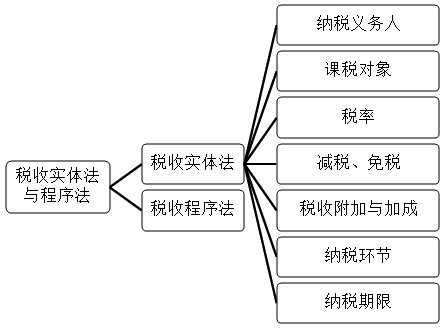 税收实体法
与程序法
税收实体法
税收程序法
纳税义务人
课税对象
税率
减税、免税
税收附加与加成
纳税环节
纳税期限